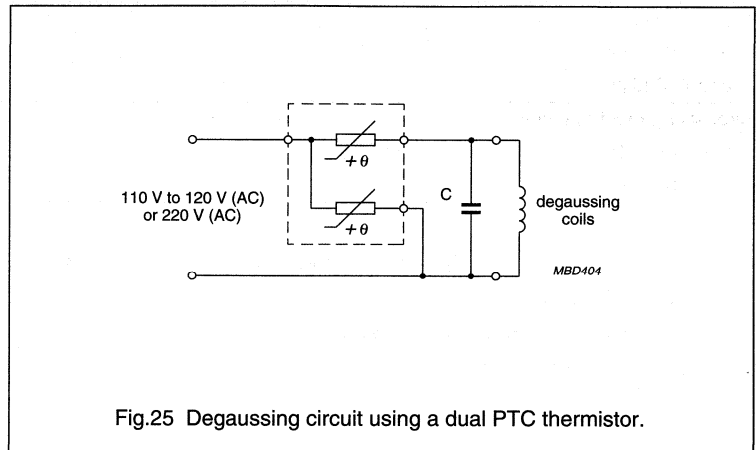 +θ
110 V to 120 V (AC)
or 220 V (AC)
+θ
C
degaussing
coils
MBD404
Fig.25 Degaussing circuit using a dual PTC thermistor.